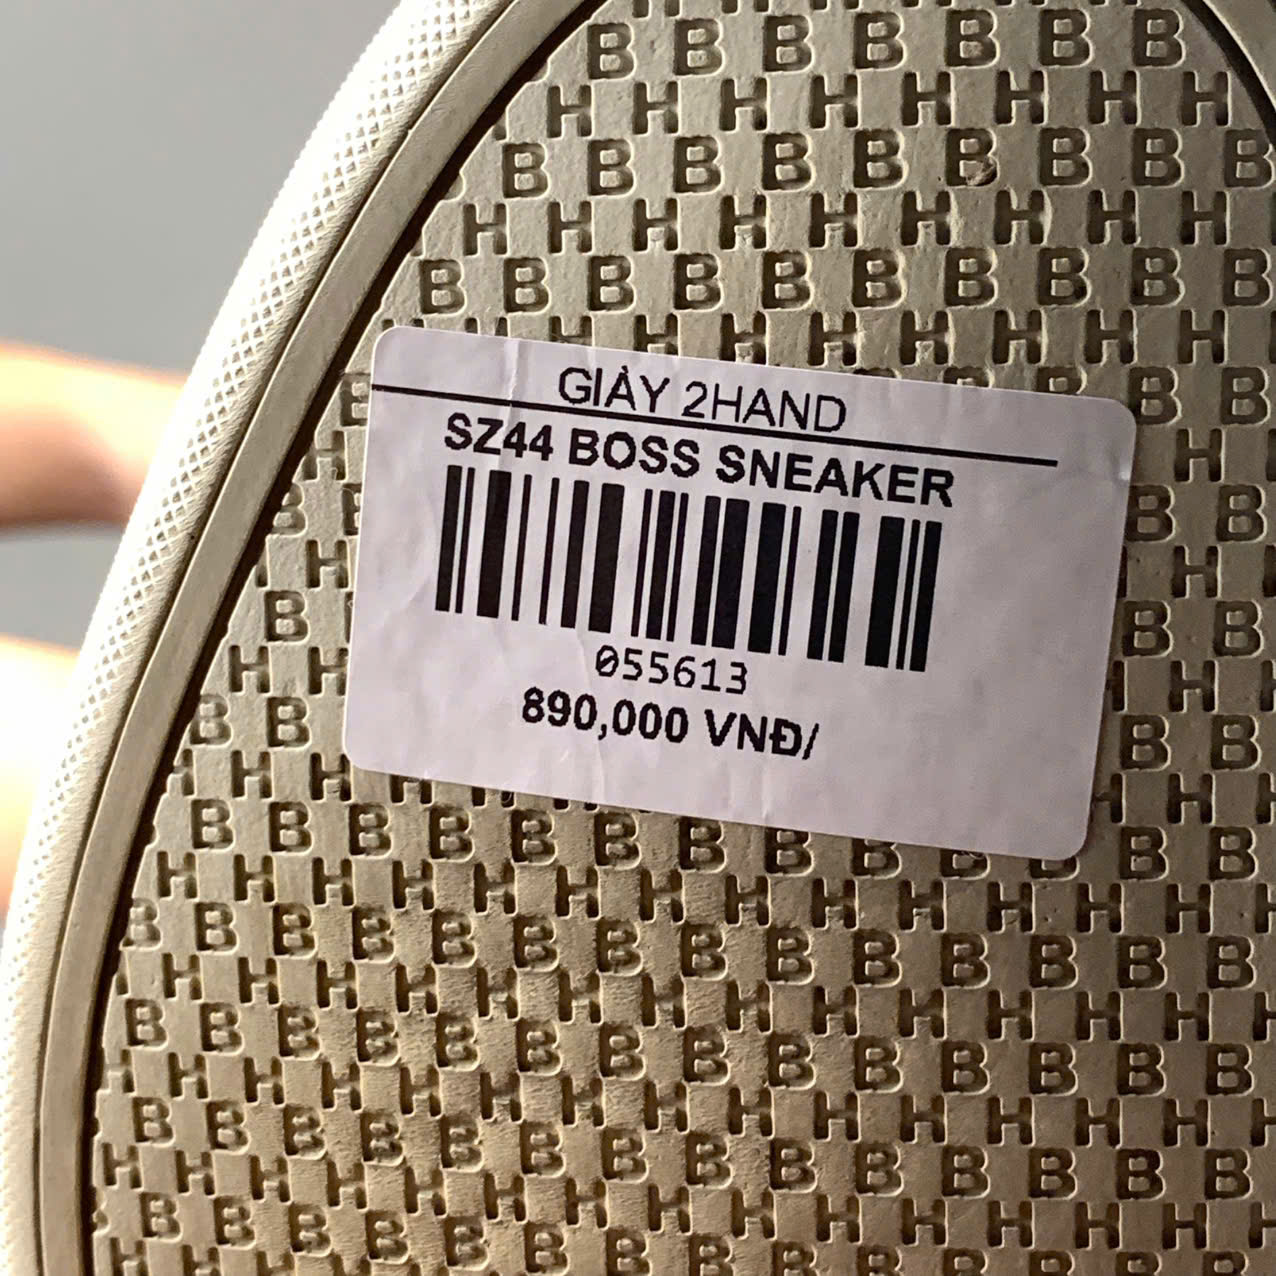 GIÀY 2HAND
SZ44 BOSS SNEAKER
055613
890,000 VNĐ/